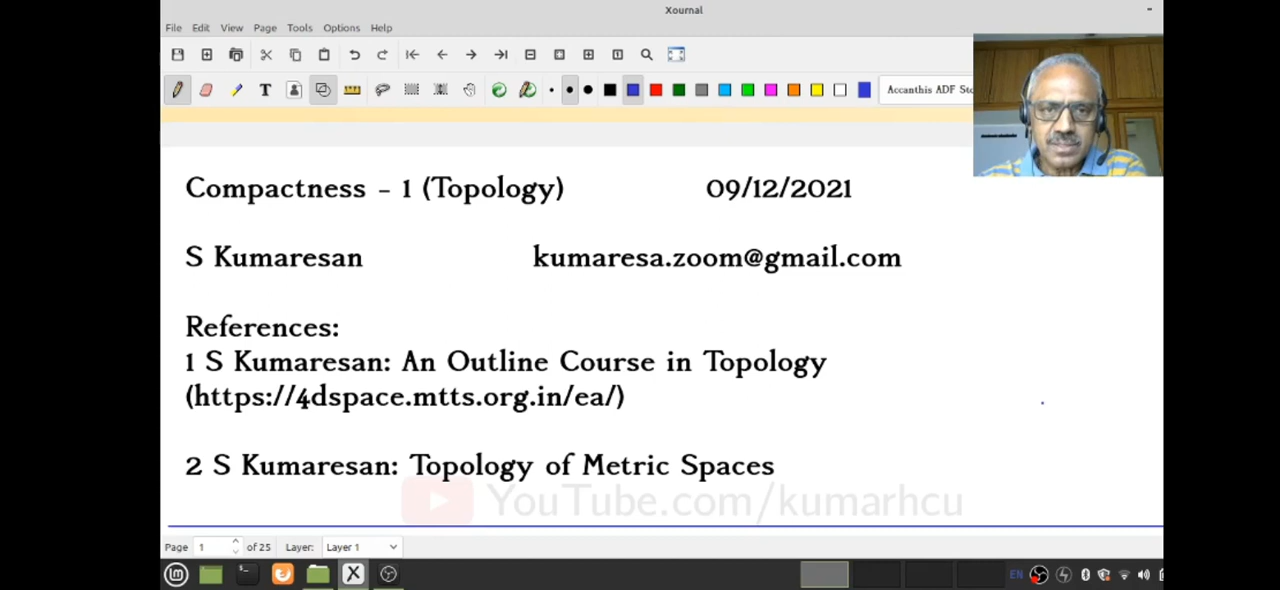 Xournal
File Edit View Page Tools Options Help
Accanthis ADF Sto
Compactness - 1 (Topology) 09/12/2021
S Kumaresan kumaresa.zoom@gmail.com
References:
1 S Kumaresan: An Outline Course in Topology
(https://4dspace.mtts.org.in/ea/)
2 S Kumaresan: Topology of Metric Spaces
YouTube.com/kumarhcu
Page 1 of 25 Layer: Layer 1
EN